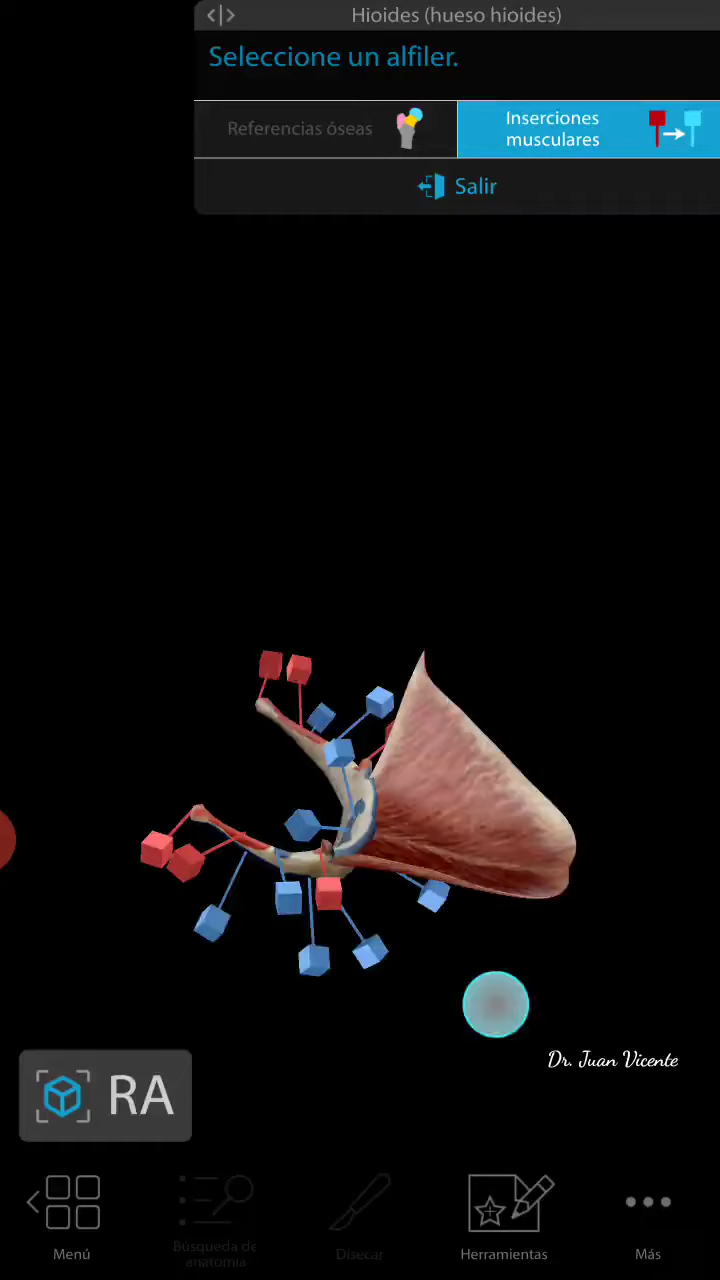 Hioides (hueso hioides)
Seleccione un alfiler.
Referencias óseas
Inserciones
musculares
Salir
Dr. Juan Vicente
RA
Menú
Búsqueda de
anatomía
Disecar
Herramientas
Más